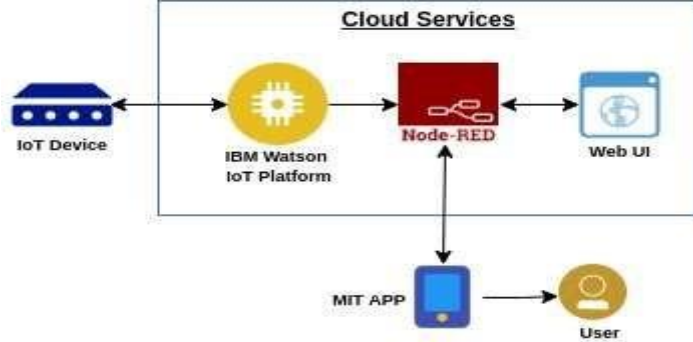 Cloud Services
IoT Device
IBM Watson
IoT Platform
Node-RED
Web UI
MIT APP
User